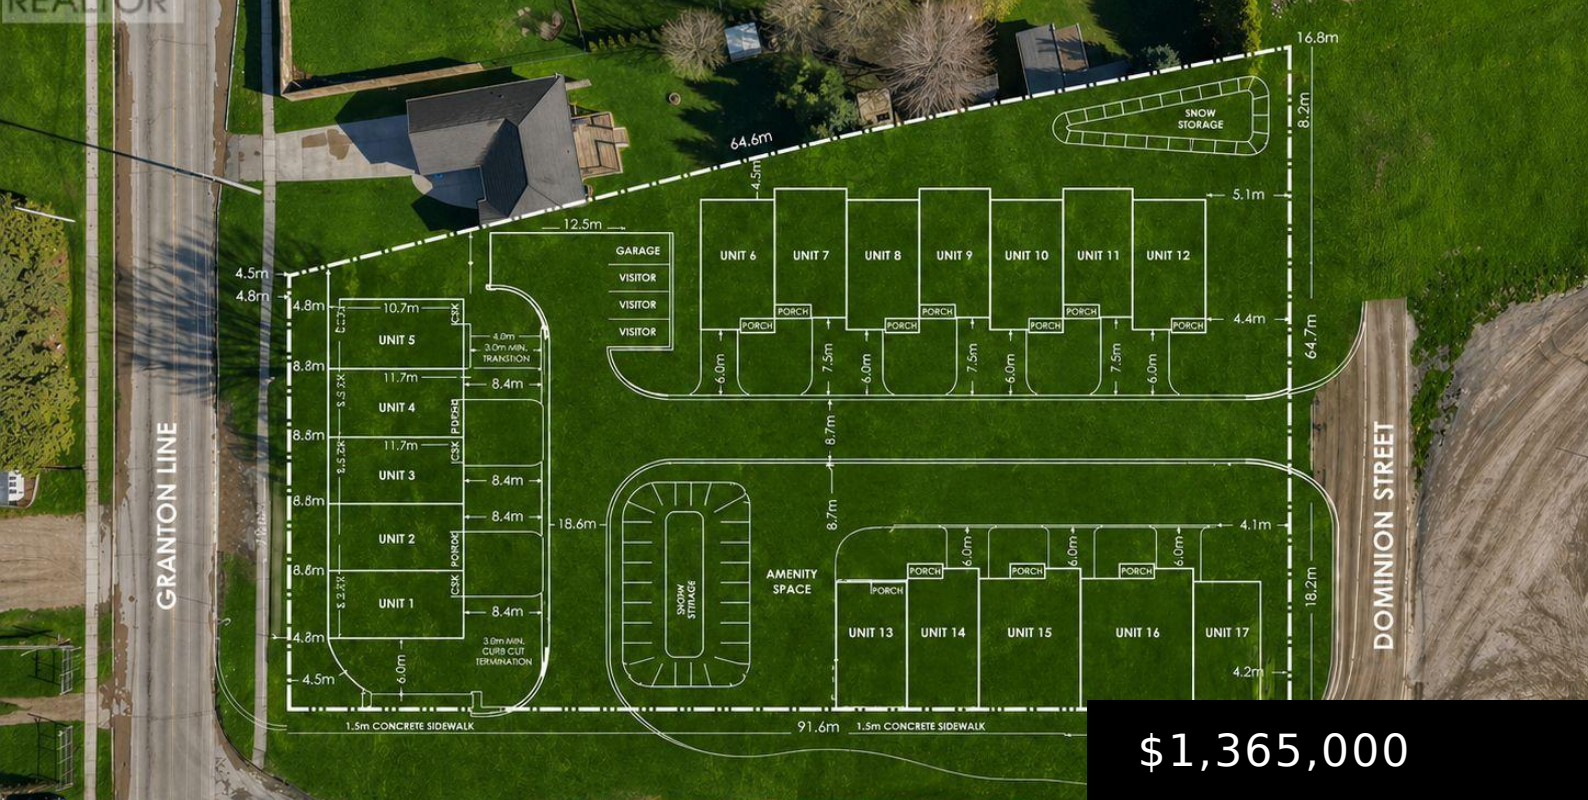 REALTOR
16.8m
SNOW
STORAGE
8.2m
64.6m
4.5m
5.1m
12.5m
GARAGE
VISITOR
VISITOR
VISITOR
UNIT 6
UNIT 7
UNIT 8
UNIT 9
UNIT 10
UNIT 11
UNIT 12
PORCH
PORCH
PORCH
PORCH
PORCH
PORCH
PORCH
4.4m
64.7m
6.0m
7.5m
6.0m
7.5m
6.0m
7.5m
6.0m
4.5m
4.8m
4.8m
10.7m
CSK
UNIT 5
4.0m
3.0m MIN.
TRANSTION
8.8m
11.7m
8.4m
UNIT 4
8.8m
11.7m
CSK
UNIT 3
8.4m
8.8m
8.4m
UNIT 2
8.8m
CSK
UNIT 1
8.4m
4.8m
3.0m MIN.
CURB CUT
TERMINATION
6.0m
4.5m
18.6m
8.7m
8.7m
AMENITY
SPACE
4.1m
6.0m
6.0m
6.0m
PORCH
PORCH
PORCH
PORCH
UNIT 13
UNIT 14
UNIT 15
UNIT 16
UNIT 17
18.2m
4.2m
GRANTON LINE
DOMINION STREET
1.5m CONCRETE SIDEWALK
91.6m
1.5m CONCRETE SIDEWALK
$1,365,000